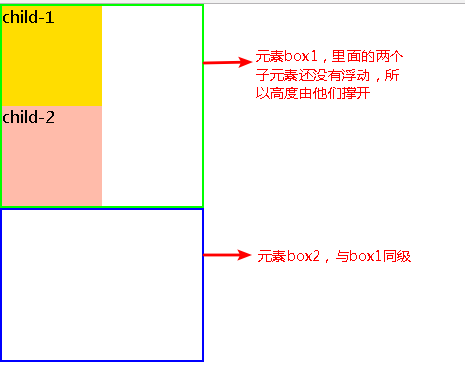 child-1
元素box1，里面的两个
子元素还没有浮动，所
以高度由他们撑开
child-2
元素box2，与box1同级